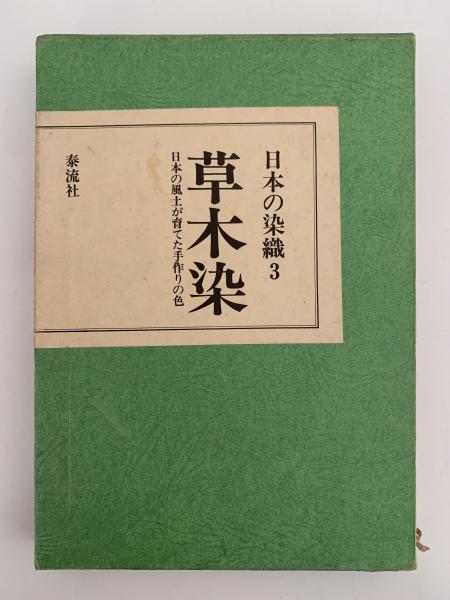 日本の染織3
草木染
日本の風土が育てた手作りの色
泰流社